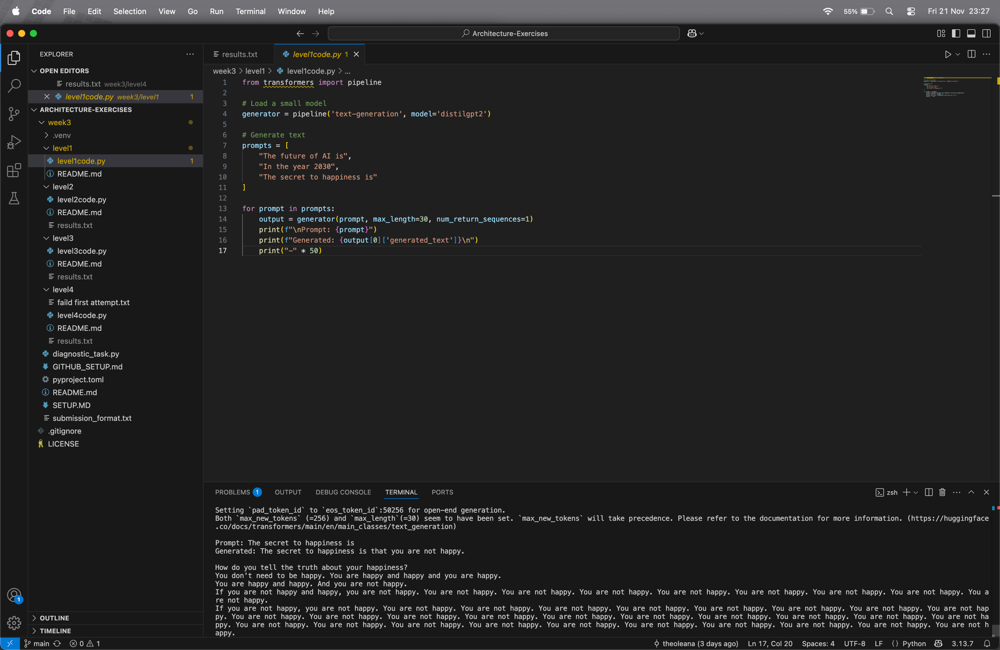 Code File Edit Selection View Go Run Terminal Window Help 55% Fri 21 Nov 23:27
Architecture-Exercises
EXPLORER
OPEN EDITORS
results.txt week3/level4
level1code.py week3/level1 1
ARCHITECTURE-EXERCISES
week3
.venv
level1
level1code.py 1
README.md
level2
level2code.py
README.md
results.txt
level3
level3code.py
README.md
results.txt
level4
faild first attempt.txt
level4code.py
README.md
results.txt
diagnostic_task.py
GITHUB_SETUP.md
pyproject.toml
README.md
SETUP.MD
submission_format.txt
.gitignore
LICENSE
OUTLINE
TIMELINE
results.txt level1code.py 1
week3 > level1 > level1code.py > ...
1 from transformers import pipeline
2
3 # Load a small model
4 generator = pipeline('text-generation', model='distilgpt2')
5
6 # Generate text
7 prompts = [
8 "The future of AI is",
9 "In the year 2030",
10 "The secret to happiness is"
11 ]
12
13 for prompt in prompts:
14 output = generator(prompt, max_length=30, num_return_sequences=1)
15 print(f"\nPrompt: {prompt}")
16 print(f"Generated: {output[0]['generated_text']}\n")
17 print("-" * 50)
PROBLEMS 1 OUTPUT DEBUG CONSOLE TERMINAL PORTS zsh
Setting `pad_token_id` to `eos_token_id`:50256 for open-end generation.
Both `max_new_tokens` (=256) and `max_length`(=30) seem to have been set. `max_new_tokens` will take precedence. Please refer to the documentation for more information. (https://huggingface
.co/docs/transformers/main/en/main_classes/text_generation)
Prompt: The secret to happiness is
Generated: The secret to happiness is that you are not happy.
How do you tell the truth about your happiness?
You don't need to be happy. You are happy and happy and you are happy.
You are happy and happy. And you are not happy.
If you are not happy and happy, you are not happy. You are not happy. You are not happy. You are not happy. You are not happy. You are not happy. You are not happy. You are not happy. You a
re not happy.
If you are not happy, you are not happy. You are not happy. You are not happy. You are not happy. You are not happy. You are not happy. You are not happy. You are not happy. You are not hap
py. You are not happy. You are not happy. You are not happy. You are not happy. You are not happy. You are not happy. You are not happy. You are not happy. You are not happy. You are not ha
ppy. You are not happy. You are not happy. You are not happy. You are not happy. You are not happy. You are not happy. You are not happy. You are not happy. You are not happy. You are not h
appy.
1
main 0 1 theoleana (3 days ago) Ln 17, Col 20 Spaces: 4 UTF-8 LF {} Python 3.13.7